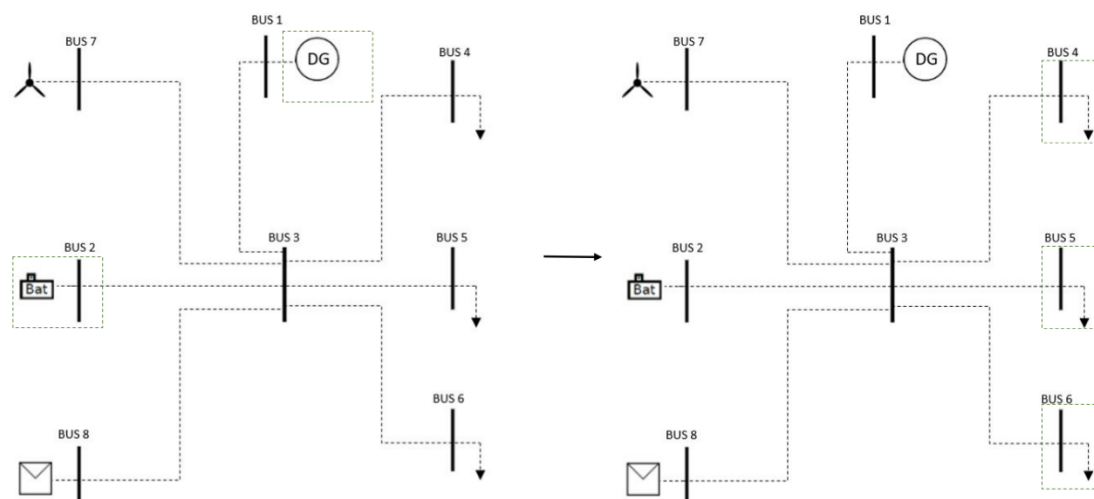 BUS 1
BUS 7
BUS 4
DG
BUS 2
BUS 3
BUS 5
Bat
BUS 6
BUS 8
BUS 1
BUS 7
BUS 4
DG
BUS 2
BUS 3
BUS 5
Bat
BUS 6
BUS 8